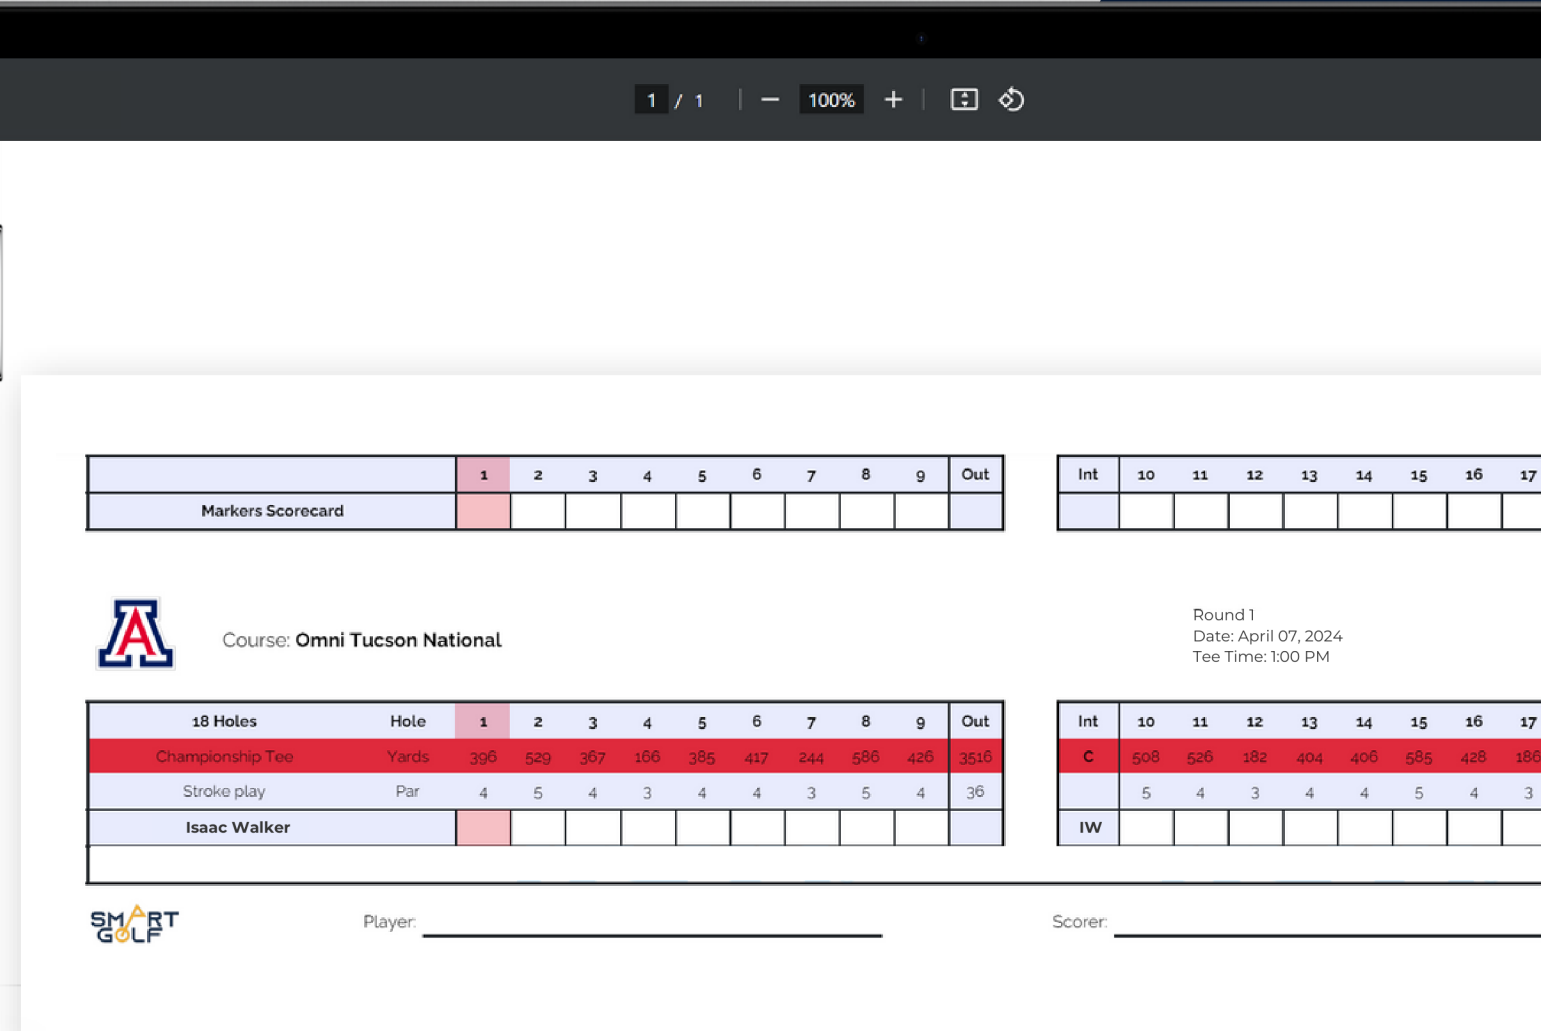 1 / 1 100%
1 2 3 4 5 6 7 8 9 Out Int 10 11 12 13 14 15 16 17
Markers Scorecard
A
Course: Omni Tucson National
Round 1
Date: April 07, 2024
Tee Time: 1:00 PM
18 Holes Hole 1 2 3 4 5 6 7 8 9 Out Int 10 11 12 13 14 15 16 17
Championship Tee Yards 396 529 367 166 385 417 244 586 426 3516 C 508 526 182 404 406 585 428 186
Stroke play Par 4 5 4 3 4 4 3 5 4 36 5 4 3 4 4 5 4 3
Isaac Walker IW
SMART
GOLF
Player: Scorer: